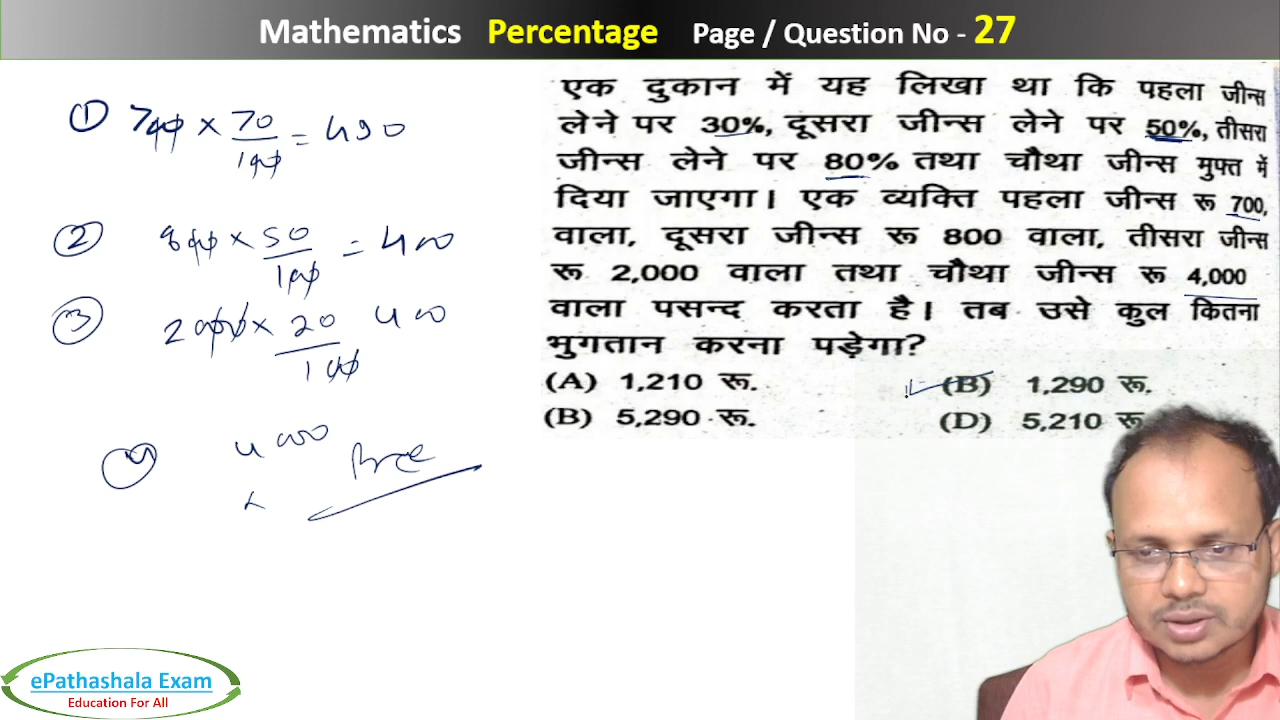 Mathematics Percentage Page / Question No - 27
① 700 × 70/100 = 490
② 800 × 50/100 = 400
③ 2000 × 20/100 400
④ 4000 Free
एक दुकान में यह लिखा था कि पहला जीन्स
लेने पर 30%, दूसरा जीन्स लेने पर 50%, तीसरा
जीन्स लेने पर 80% तथा चौथा जीन्स मुफ्त में
दिया जाएगा। एक व्यक्ति पहला जीन्स रू 700,
वाला, दूसरा जीन्स रू 800 वाला, तीसरा जीन्स
रू 2,000 वाला तथा चौथा जीन्स रू 4,000
वाला पसन्द करता है। तब उसे कुल कितना
भुगतान करना पड़ेगा?
(A) 1,210 रू. (B) 1,290 रू.
(B) 5,290 रू. (D) 5,210 रू
ePathashala Exam
Education For All